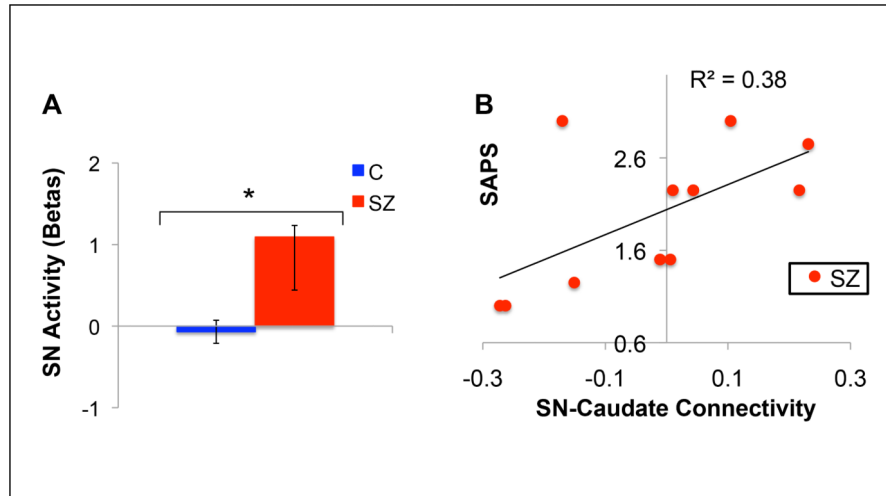 A
SN Activity (Betas)
2
1
0
-1
*
C
SZ
B
R² = 0.38
SAPS
2.6
1.6
0.6
-0.3
-0.1
0.1
0.3
SN-Caudate Connectivity
SZ